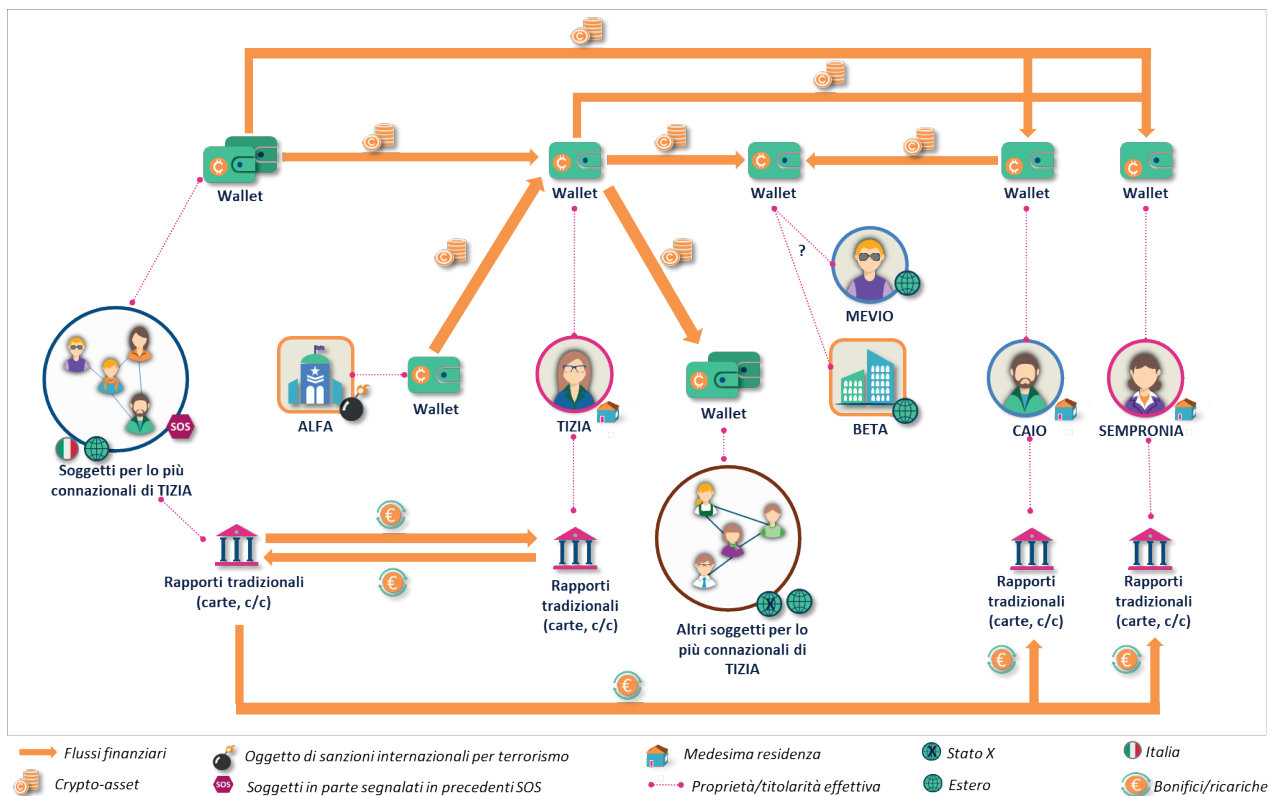 Wallet
Wallet
Wallet
Wallet
Wallet
?
MEVIO
ALFA
Wallet
TIZIA
Wallet
BETA
CAIO
SEMPRONIA
SOS
Soggetti per lo più
connazionali di TIZIA
€
€
Rapporti tradizionali
(carte, c/c)
Rapporti
tradizionali
(carte, c/c)
X
Altri soggetti per lo
più connazionali di
TIZIA
Rapporti
tradizionali
(carte, c/c)
Rapporti
tradizionali
(carte, c/c)
€
€
€
Flussi finanziari
Oggetto di sanzioni internazionali per terrorismo
Medesima residenza
X
Stato X
Italia
Crypto-asset
SOS
Soggetti in parte segnalati in precedenti SOS
Proprietà/titolarità effettiva
Estero
€
Bonifici/ricariche